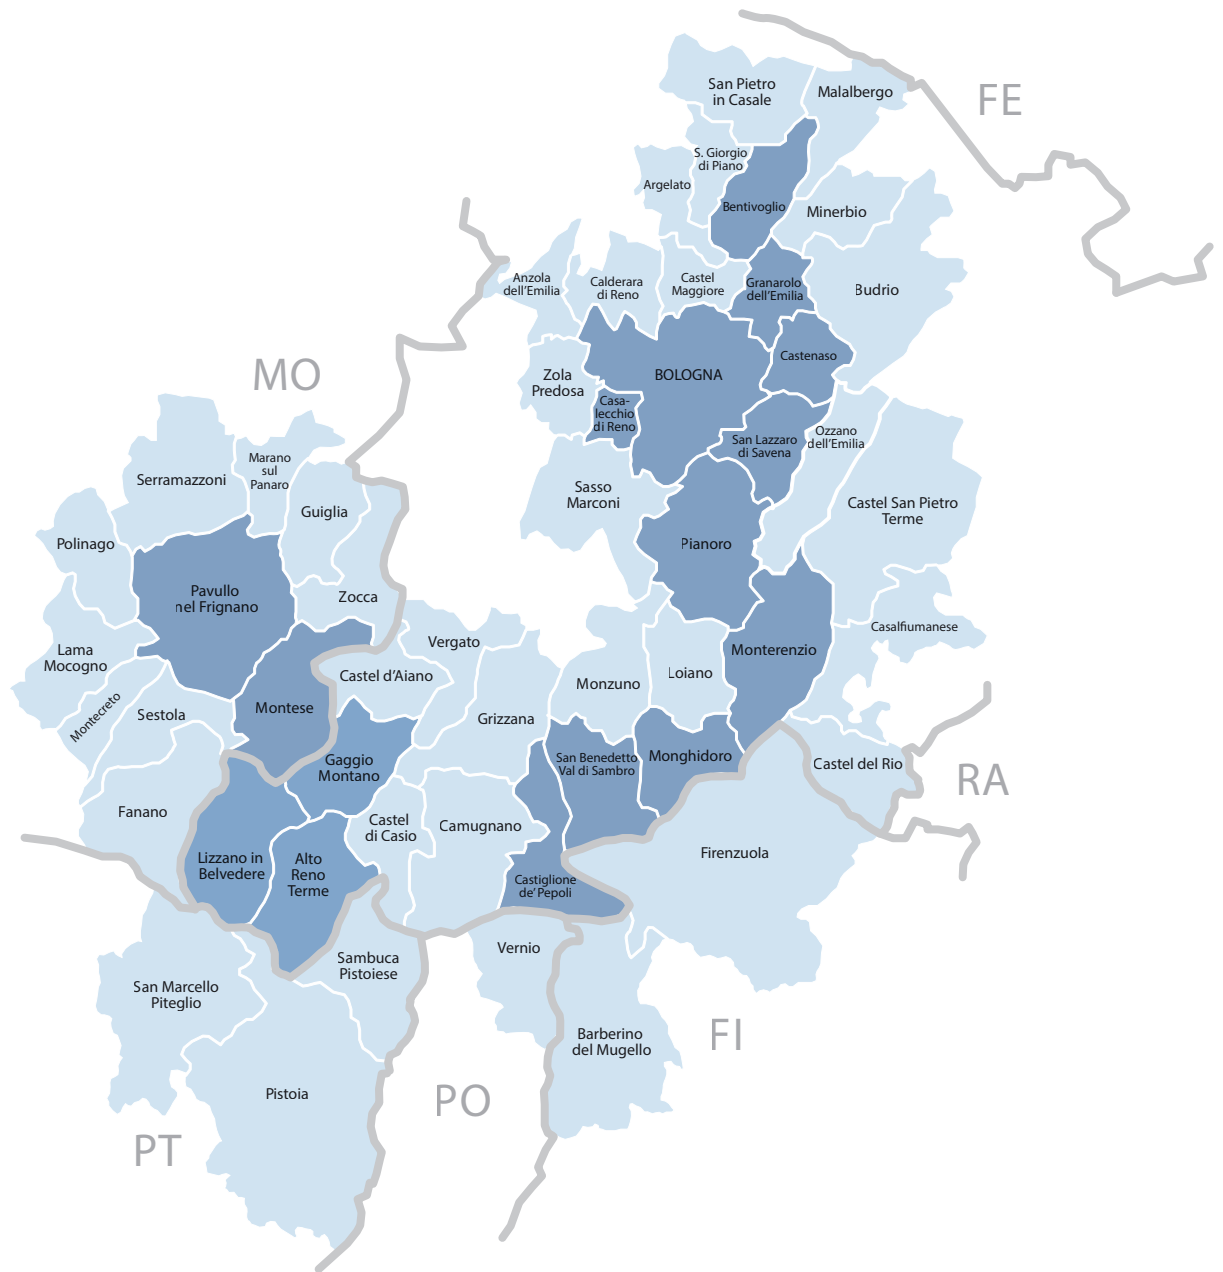 San Pietro
in Casale
Malalbergo
FE
S. Giorgio
di Piano
Argelato
Bentivoglio
Minerbio
Anzola
dell'Emilia
Calderara
di Reno
Castel
Maggiore
Granarolo
dell'Emilia
Budrio
MO
Zola
Predosa
BOLOGNA
Castenaso
Casa-
lecchio
di Reno
San Lazzaro
di Savena
Ozzano
dell'Emilia
Serramazzoni
Marano
sul
Panaro
Guiglia
Sasso
Marconi
Castel San Pietro
Terme
Polinago
Pianoro
Pavullo
nel Frignano
Zocca
Casalfiumanese
Lama
Mocogno
Vergato
Monterenzio
Castel d'Aiano
Monzuno
Loiano
Montecreto
Sestola
Montese
Grizzana
Gaggio
Montano
San Benedetto
Val di Sambro
Monghidoro
Castel del Rio
RA
Fanano
Castel
di Casio
Camugnano
Firenzuola
Lizzano in
Belvedere
Alto
Reno
Terme
Castiglione
de' Pepoli
Vernio
Sambuca
Pistoiese
San Marcello
Piteglio
Barberino
del Mugello
FI
Pistoia
PO
PT